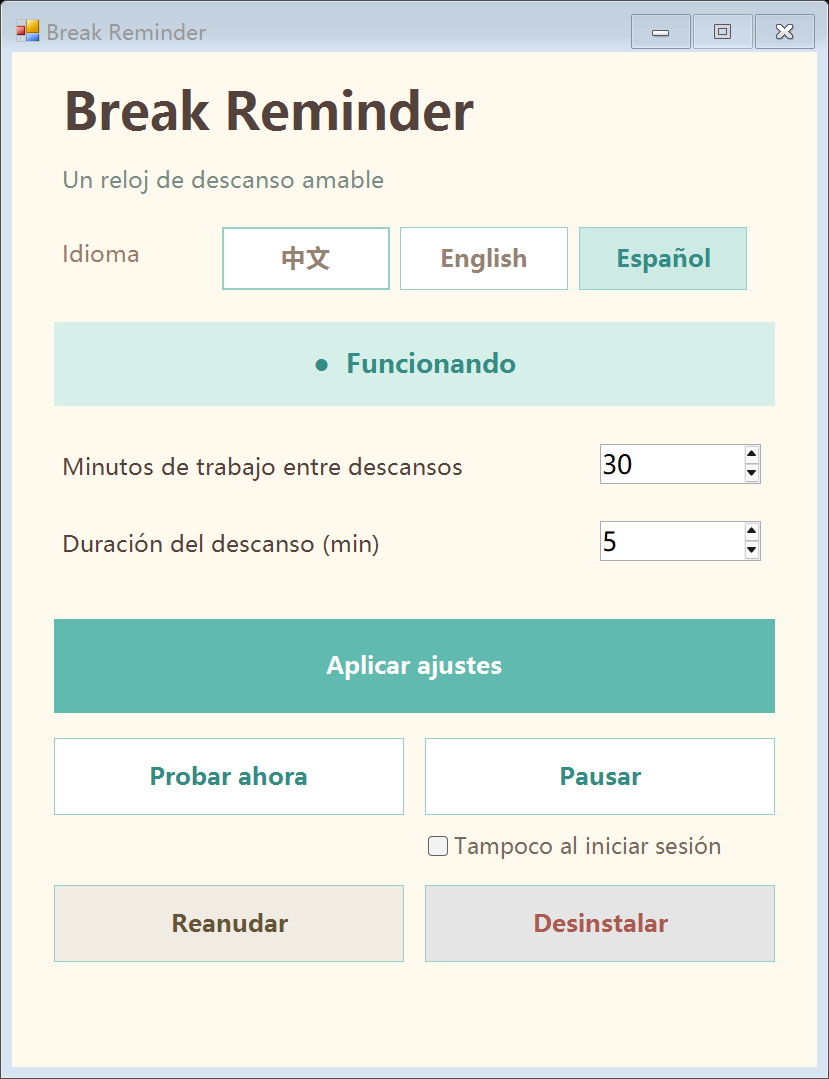 Break Reminder
Break Reminder
Un reloj de descanso amable
Idioma 中文 English Español
● Funcionando
Minutos de trabajo entre descansos 30
Duración del descanso (min) 5
Aplicar ajustes
Probar ahora Pausar
Tampoco al iniciar sesión
Reanudar Desinstalar